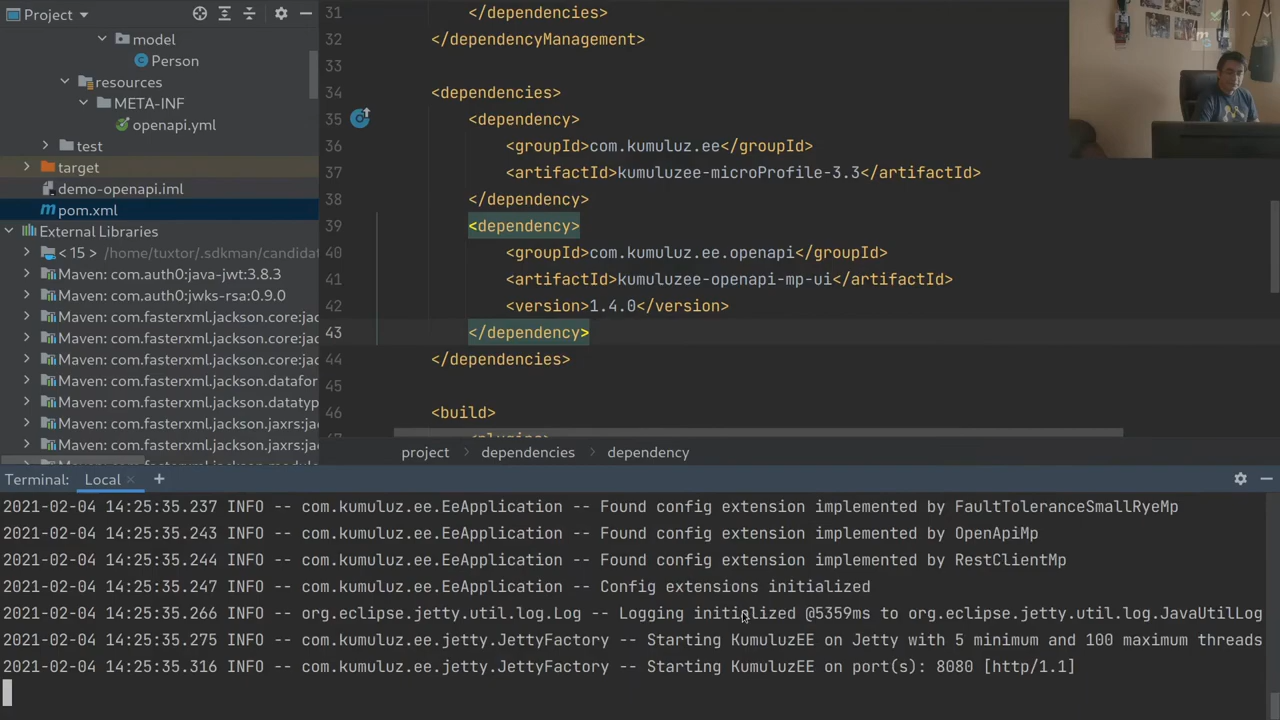 Project
model
Person
resources
META-INF
openapi.yml
test
target
demo-openapi.iml
pom.xml
External Libraries
< 15 > /home/tuxtor/.sdkman/candida
Maven: com.auth0:java-jwt:3.8.3
Maven: com.auth0:jwks-rsa:0.9.0
Maven: com.fasterxml.jackson.core:jac
Maven: com.fasterxml.jackson.core:jac
Maven: com.fasterxml.jackson.core:jac
Maven: com.fasterxml.jackson.datafor
Maven: com.fasterxml.jackson.datatyp
Maven: com.fasterxml.jackson.jaxrs:ja
Maven: com.fasterxml.jackson.jaxrs:ja
31 </dependencies>
32 </dependencyManagement>
33
34 <dependencies>
35 <dependency>
36 <groupId>com.kumuluz.ee</groupId>
37 <artifactId>kumuluzee-microProfile-3.3</artifactId>
38 </dependency>
39 <dependency>
40 <groupId>com.kumuluz.ee.openapi</groupId>
41 <artifactId>kumuluzee-openapi-mp-ui</artifactId>
42 <version>1.4.0</version>
43 </dependency>
44 </dependencies>
45
46 <build>
project > dependencies > dependency
Terminal: Local × +
2021-02-04 14:25:35.237 INFO -- com.kumuluz.ee.EeApplication -- Found config extension implemented by FaultToleranceSmallRyeMp
2021-02-04 14:25:35.243 INFO -- com.kumuluz.ee.EeApplication -- Found config extension implemented by OpenApiMp
2021-02-04 14:25:35.244 INFO -- com.kumuluz.ee.EeApplication -- Found config extension implemented by RestClientMp
2021-02-04 14:25:35.247 INFO -- com.kumuluz.ee.EeApplication -- Config extensions initialized
2021-02-04 14:25:35.266 INFO -- org.eclipse.jetty.util.log.Log -- Logging initialized @5359ms to org.eclipse.jetty.util.log.JavaUtilLog
2021-02-04 14:25:35.275 INFO -- com.kumuluz.ee.jetty.JettyFactory -- Starting KumuluzEE on Jetty with 5 minimum and 100 maximum threads
2021-02-04 14:25:35.316 INFO -- com.kumuluz.ee.jetty.JettyFactory -- Starting KumuluzEE on port(s): 8080 [http/1.1]